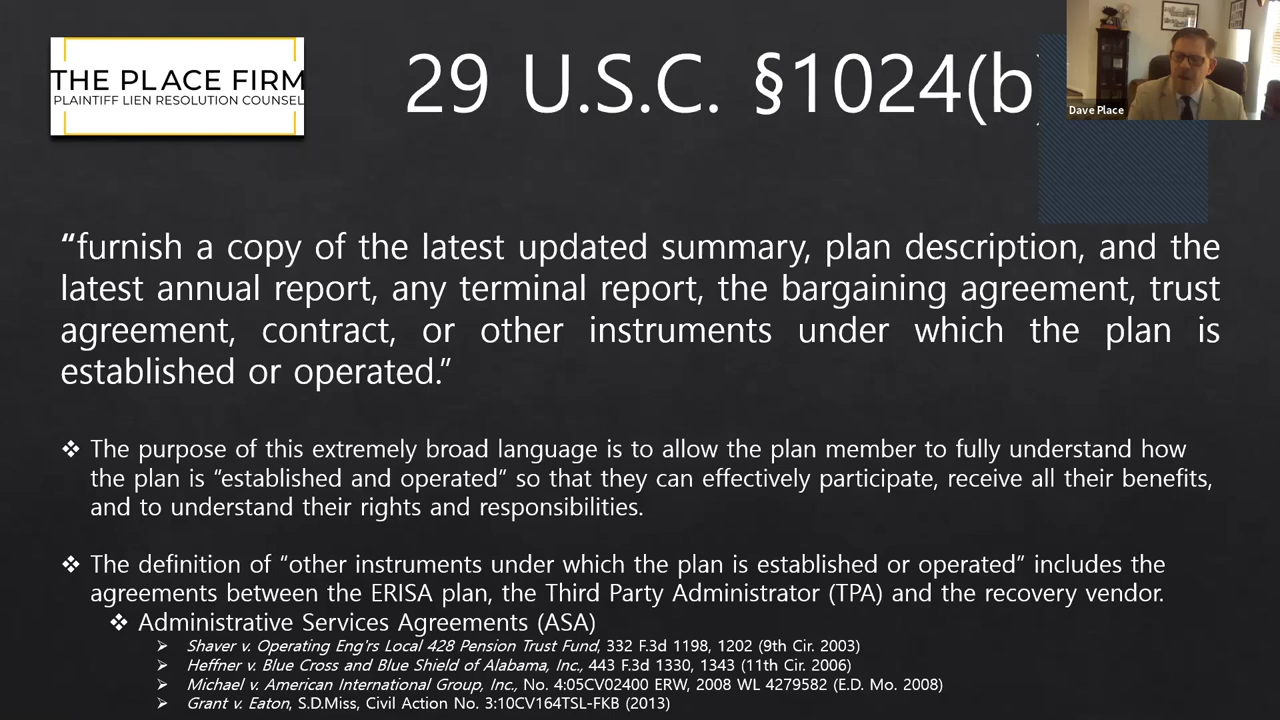 THE PLACE FIRM
PLAINTIFF LIEN RESOLUTION COUNSEL
29 U.S.C. §1024(b)
Dave Place
“furnish a copy of the latest updated summary, plan description, and the
latest annual report, any terminal report, the bargaining agreement, trust
agreement, contract, or other instruments under which the plan is
established or operated.”
❖ The purpose of this extremely broad language is to allow the plan member to fully understand how
the plan is “established and operated” so that they can effectively participate, receive all their benefits,
and to understand their rights and responsibilities.
❖ The definition of “other instruments under which the plan is established or operated” includes the
agreements between the ERISA plan, the Third Party Administrator (TPA) and the recovery vendor.
❖ Administrative Services Agreements (ASA)
➢ Shaver v. Operating Eng'rs Local 428 Pension Trust Fund, 332 F.3d 1198, 1202 (9th Cir. 2003)
➢ Heffner v. Blue Cross and Blue Shield of Alabama, Inc., 443 F.3d 1330, 1343 (11th Cir. 2006)
➢ Michael v. American International Group, Inc., No. 4:05CV02400 ERW, 2008 WL 4279582 (E.D. Mo. 2008)
➢ Grant v. Eaton, S.D.Miss, Civil Action No. 3:10CV164TSL-FKB (2013)